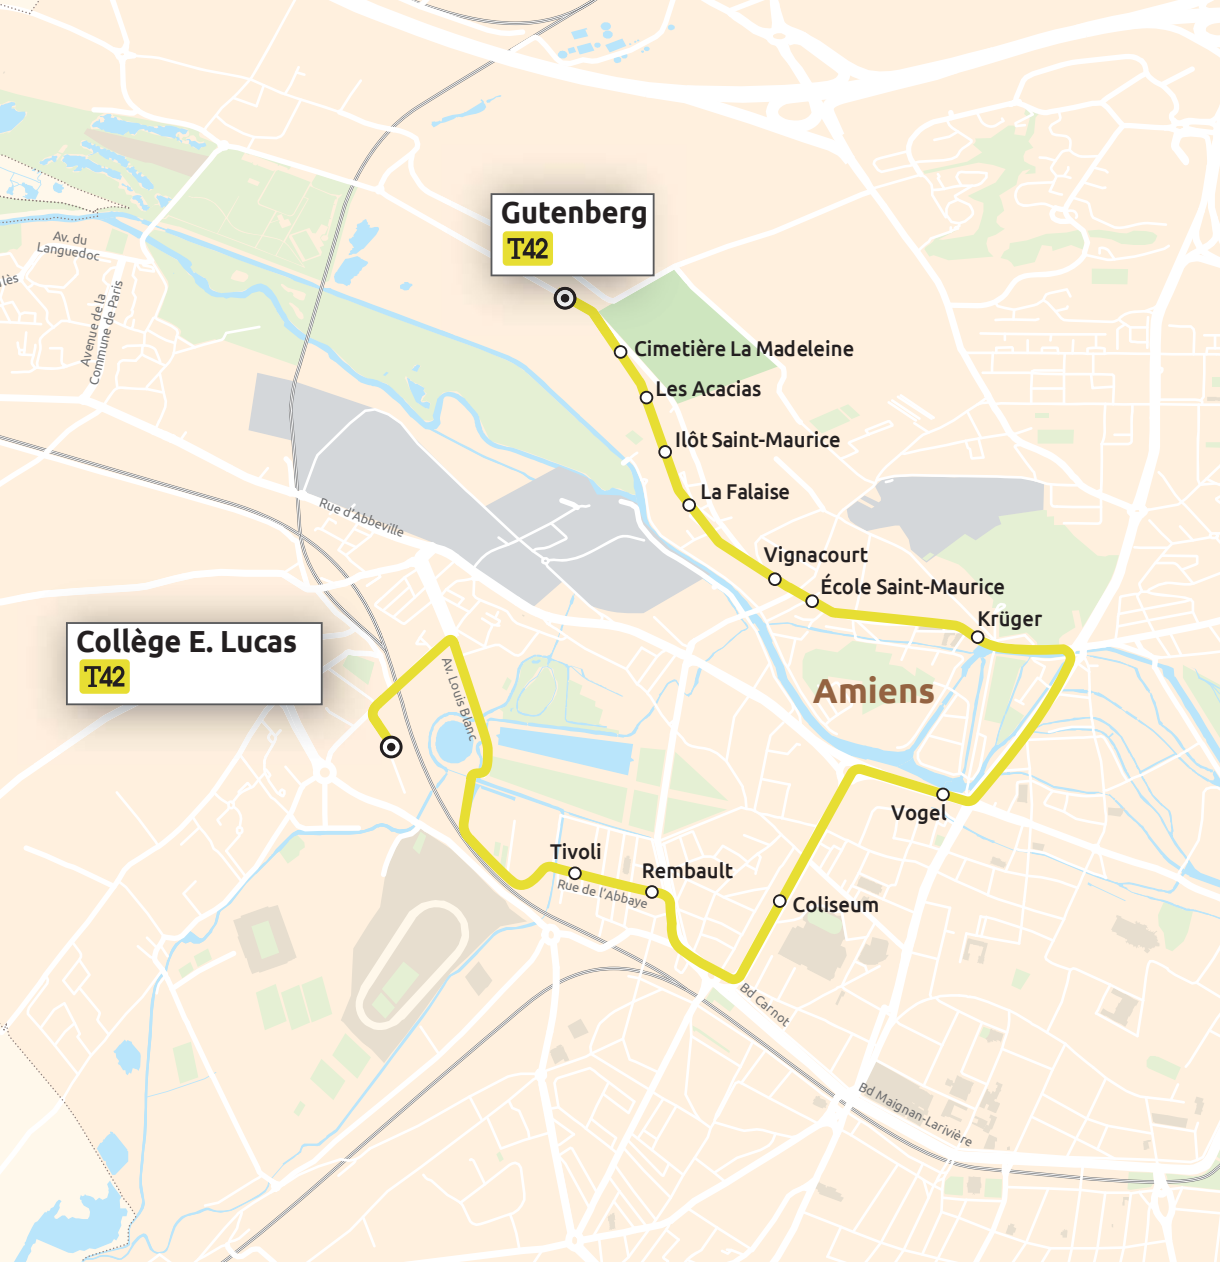 Gutenberg
T42
Av. du
Languedoc
lès
Avenue de la
Commune de Paris
Cimetière La Madeleine
Les Acacias
Ilôt Saint-Maurice
La Falaise
Rue d'Abbeville
Vignacourt
École Saint-Maurice
Krüger
Collège E. Lucas
T42
Av. Louis Blanc
Amiens
Vogel
Tivoli
Rembault
Rue de l'Abbaye
Coliseum
Bd Carnot
Bd Maignan-Larivière